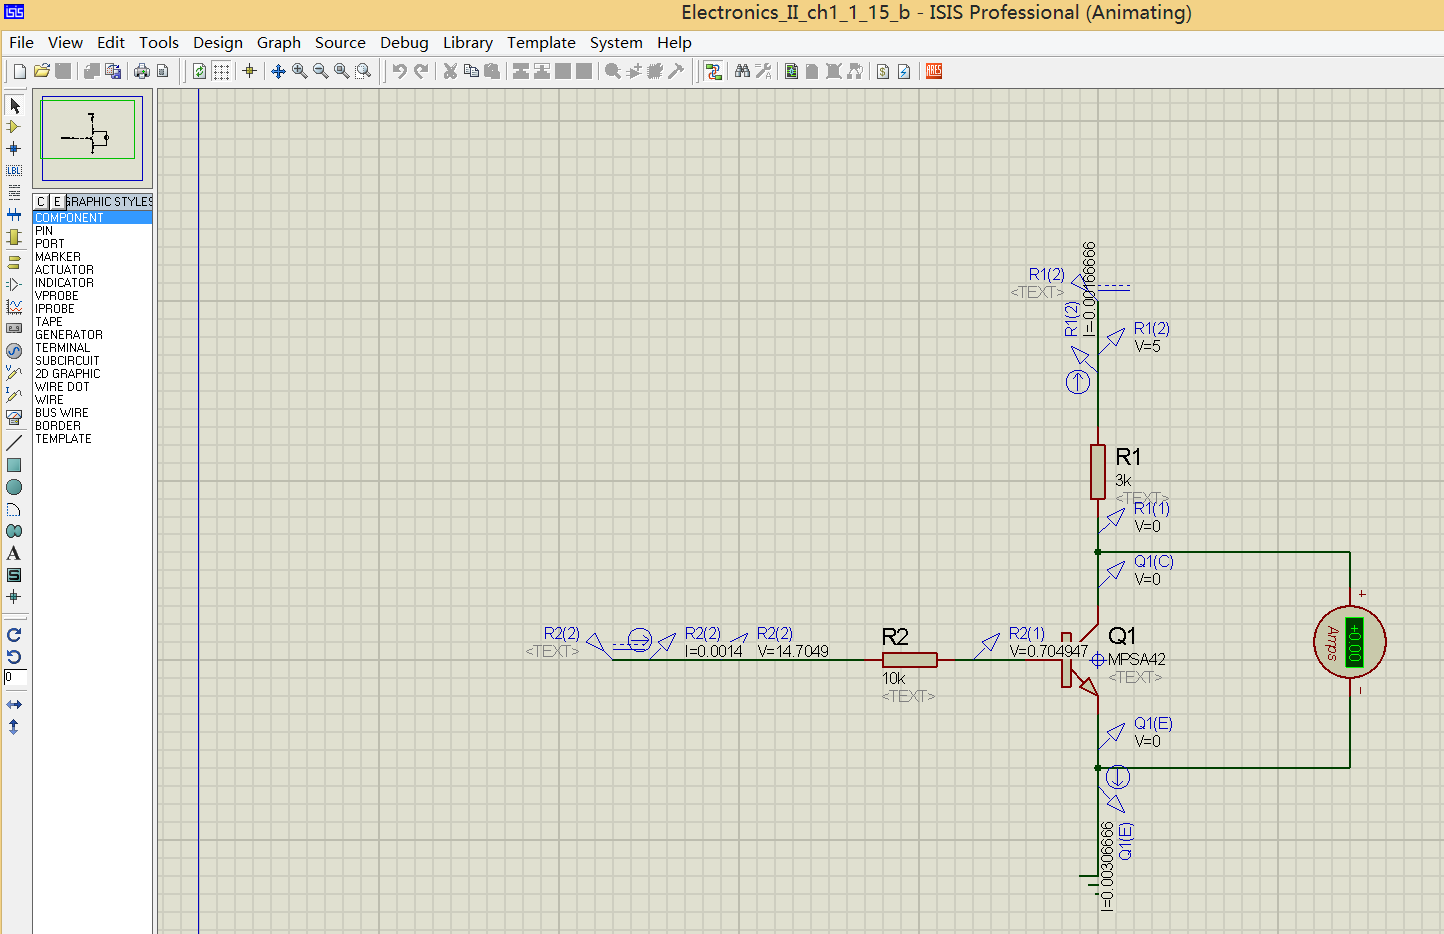 Electronics_II_ch1_1_15_b - ISIS Professional (Animating)
File View Edit Tools Design Graph Source Debug Library Template System Help
LBL
ARES
C E GRAPHIC STYLES
COMPONENT
PIN
PORT
MARKER
ACTUATOR
INDICATOR
VPROBE
IPROBE
TAPE
GENERATOR
TERMINAL
SUBCIRCUIT
2D GRAPHIC
WIRE DOT
WIRE
BUS WIRE
BORDER
TEMPLATE
0
R1(2)
<TEXT>
R1(2)
I=-0.00166666
R1(2)
V=5
R1
3k
<TEXT>
R1(1)
V=0
Q1(C)
V=0
R2(2)
<TEXT>
R2(2)
I=0.0014
R2(2)
V=14.7049
R2
10k
<TEXT>
R2(1)
V=0.704947
Q1
MPSA42
<TEXT>
+
Amps
-
Q1(E)
V=0
Q1(E)
I=0.00306666